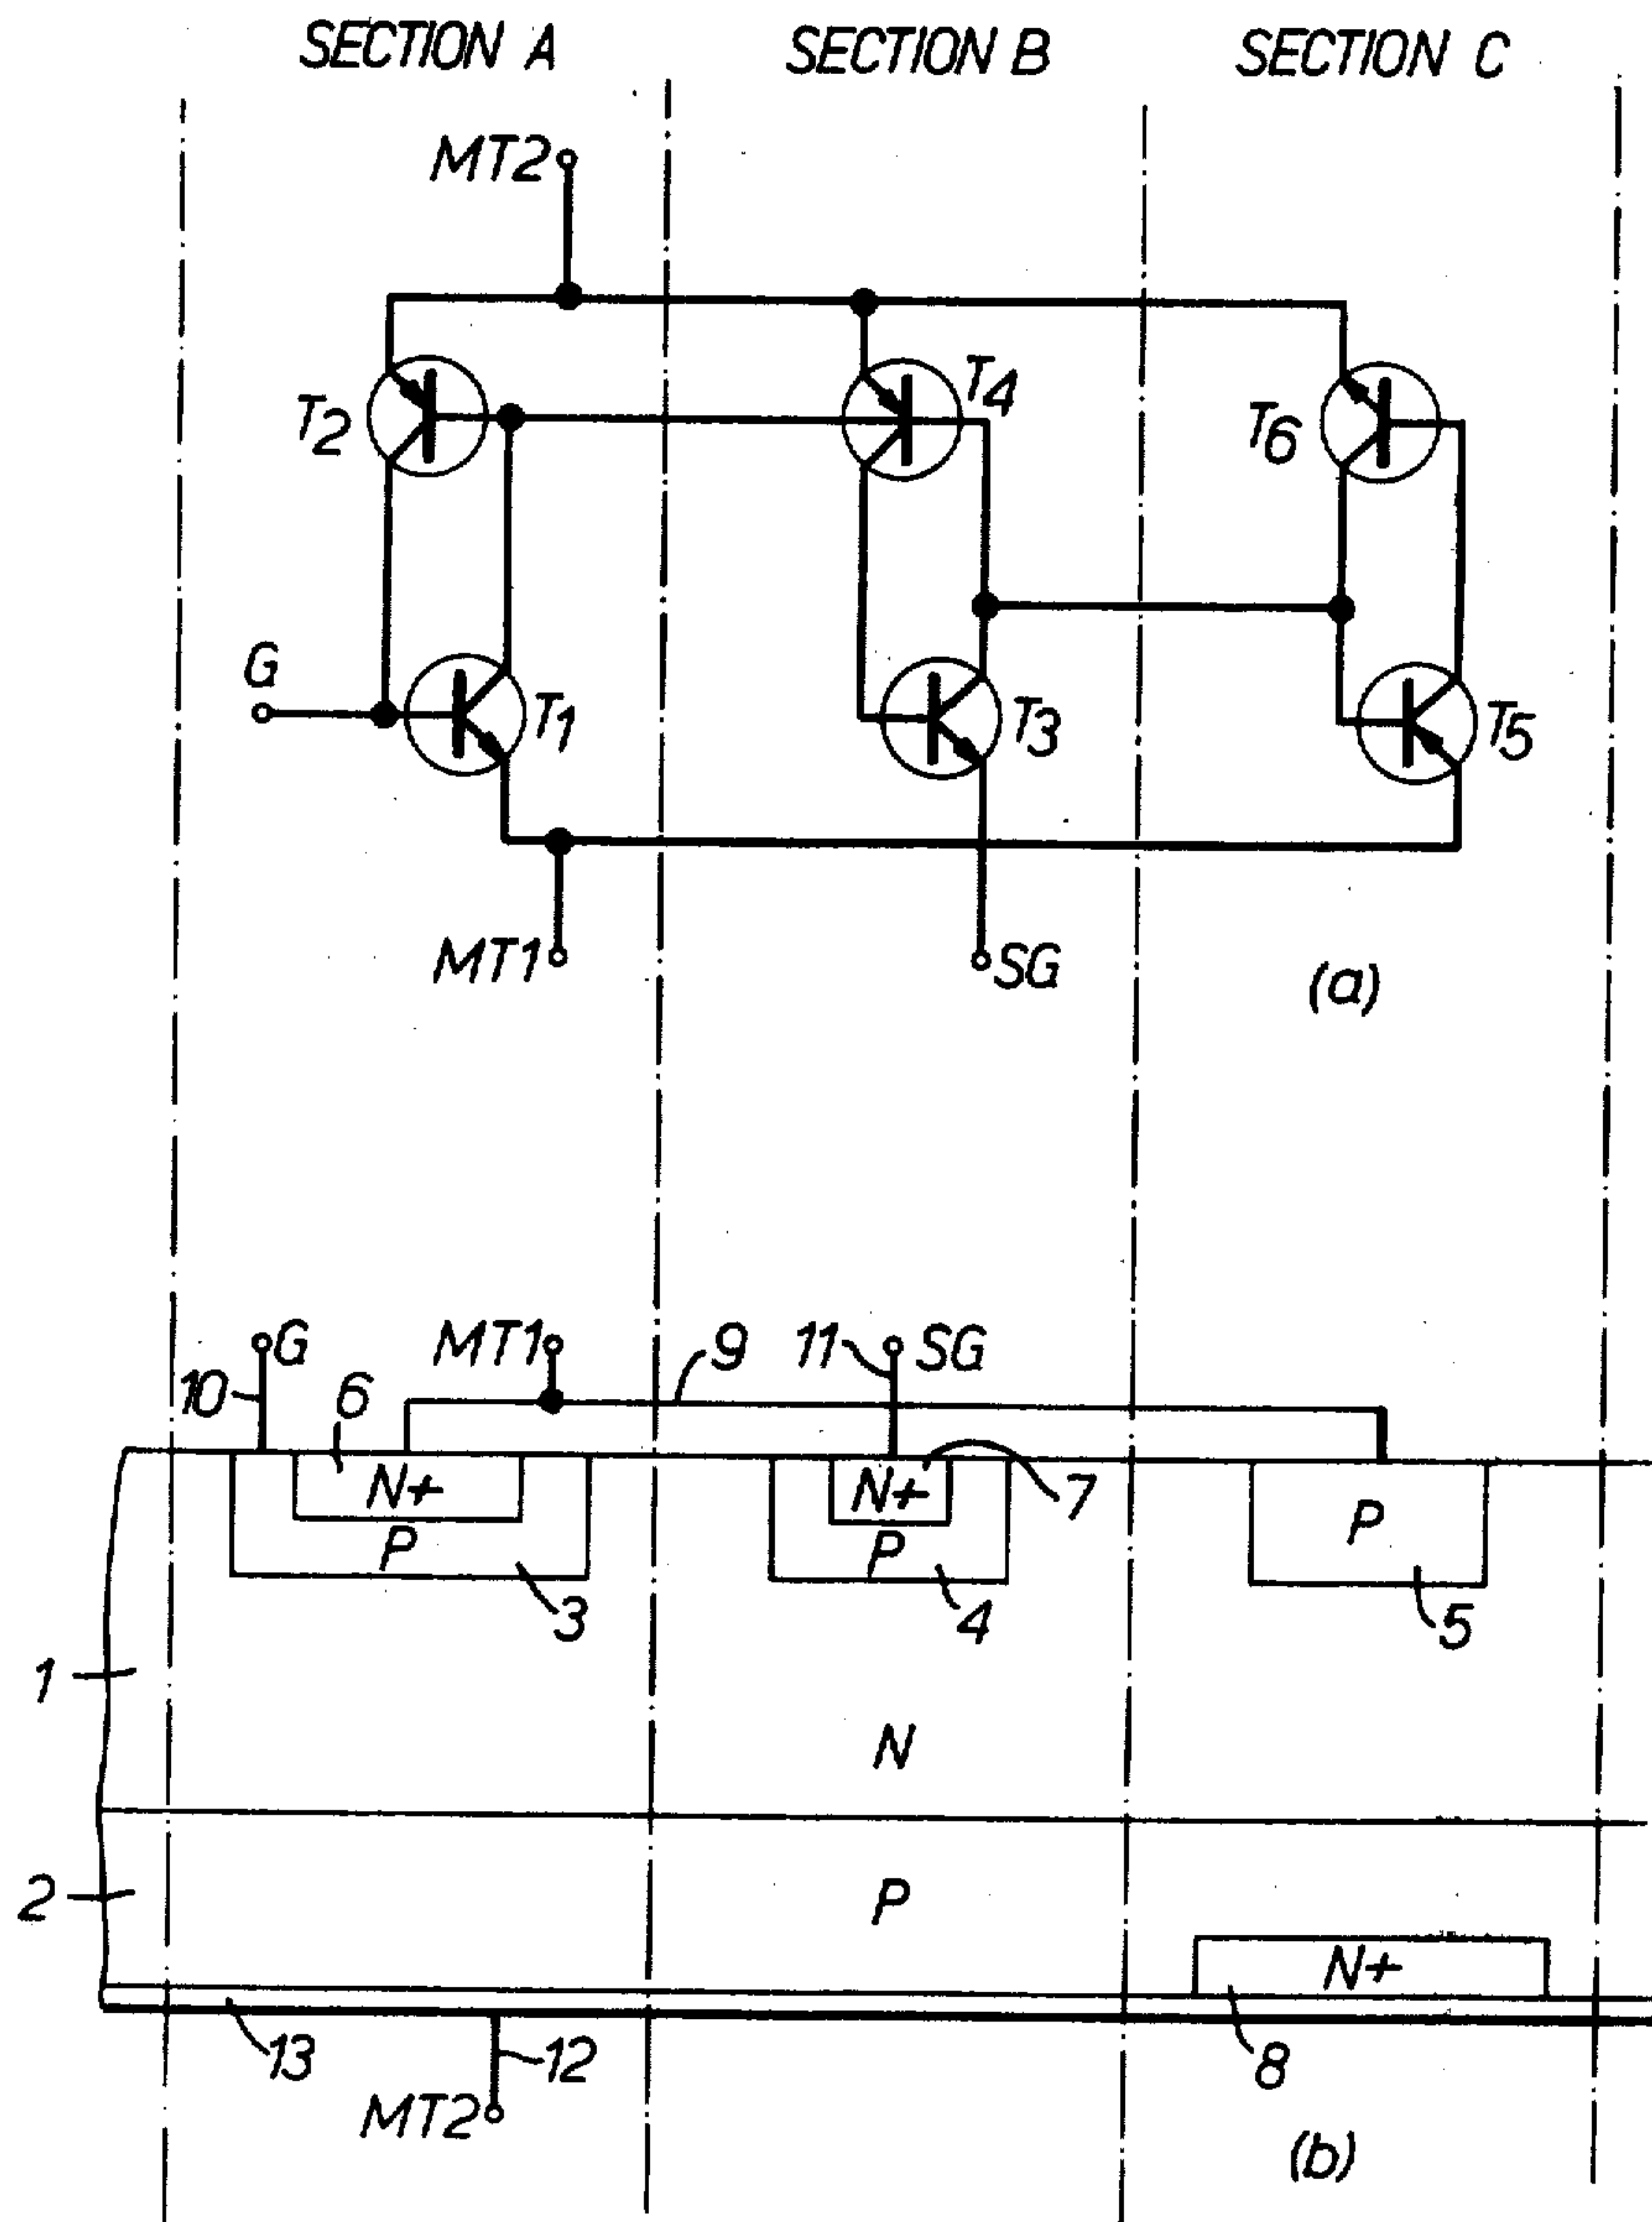 SECTION A SECTION B SECTION C
MT2
T2 T4 T6
G T1 T3 T5
MT1 SG
(a)
G MT1 9 11 SG
10 6
N+ N+ 7 P
P P
3 4 5
1
N
2 P
N+
13 12 8
MT2
(b)